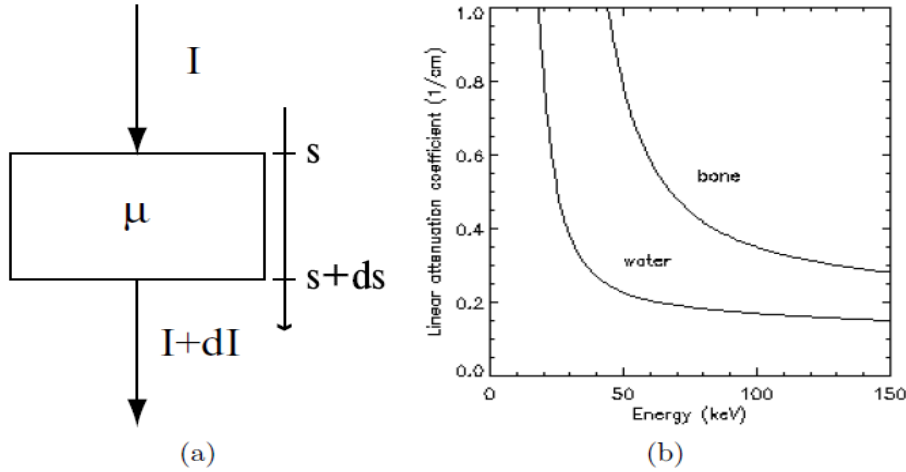 I
s
μ
s+ds
I+dI
(a)
1.0
0.8
0.6
0.4
0.2
0.0
Linear attenuation coefficient (1/cm)
bone
water
0
50
100
150
Energy (keV)
(b)